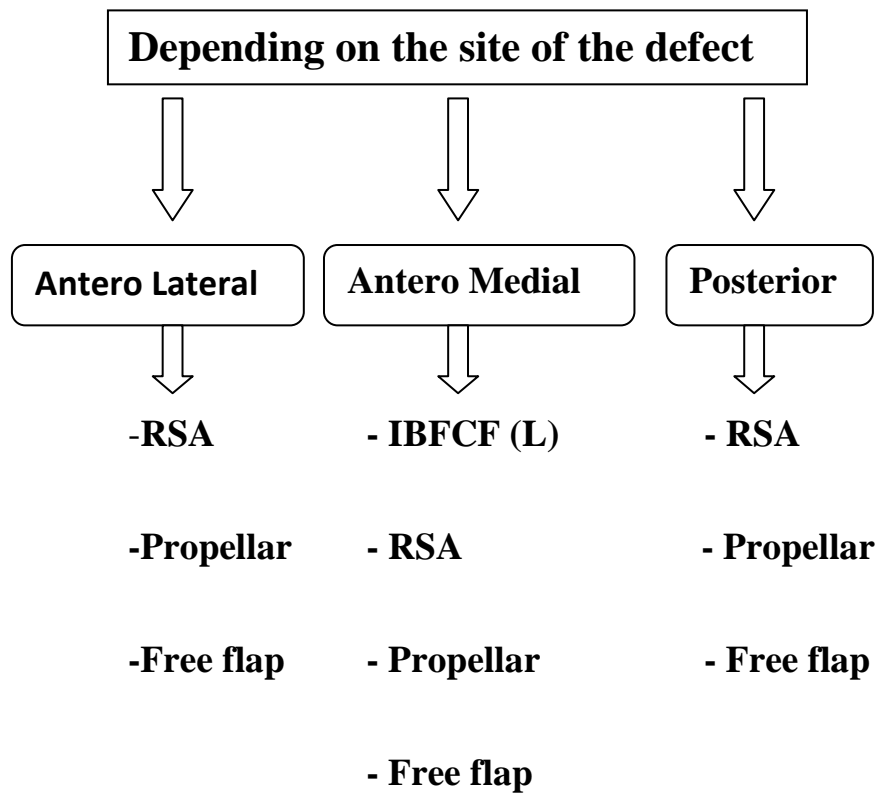 Depending on the site of the defect
Antero Lateral
Antero Medial
Posterior
-RSA
- IBFCF (L)
- RSA
-Propellar
- RSA
- Propellar
-Free flap
- Propellar
- Free flap
- Free flap